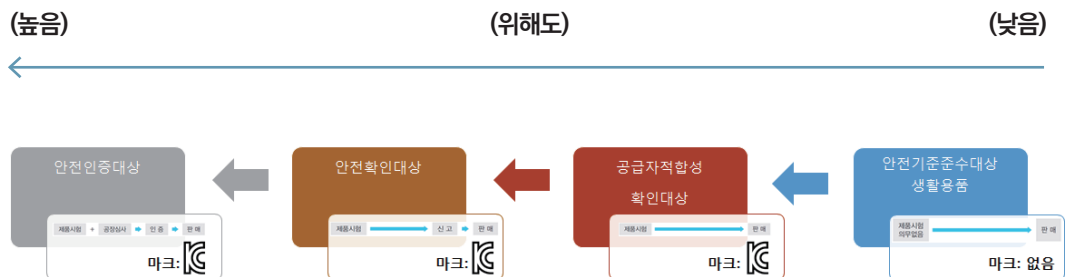 (높음) (위해도) (낮음)
안전인증대상
제품시험 + 공장심사 인증 판매
마크: KC
안전확인대상
제품시험 신고 판매
마크: KC
공급자적합성
확인대상
제품시험 판매
마크: KC
안전기준준수대상
생활용품
제품시험
의무없음
판매
마크: 없음